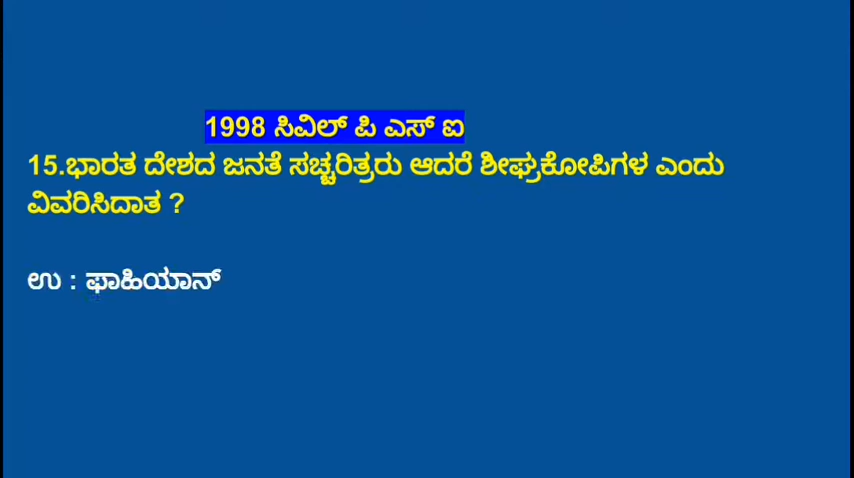 1998 ಸಿವಿಲ್ ಪಿ ಎಸ್ ಐ
15.ಭಾರತ ದೇಶದ ಜನತೆ ಸಚ್ಚರಿತ್ರರು ಆದರೆ ಶೀಘ್ರಕೋಪಿಗಳ ಎಂದು
ವಿವರಿಸಿದಾತ ?
ಉ : ಫಾಹಿಯಾನ್